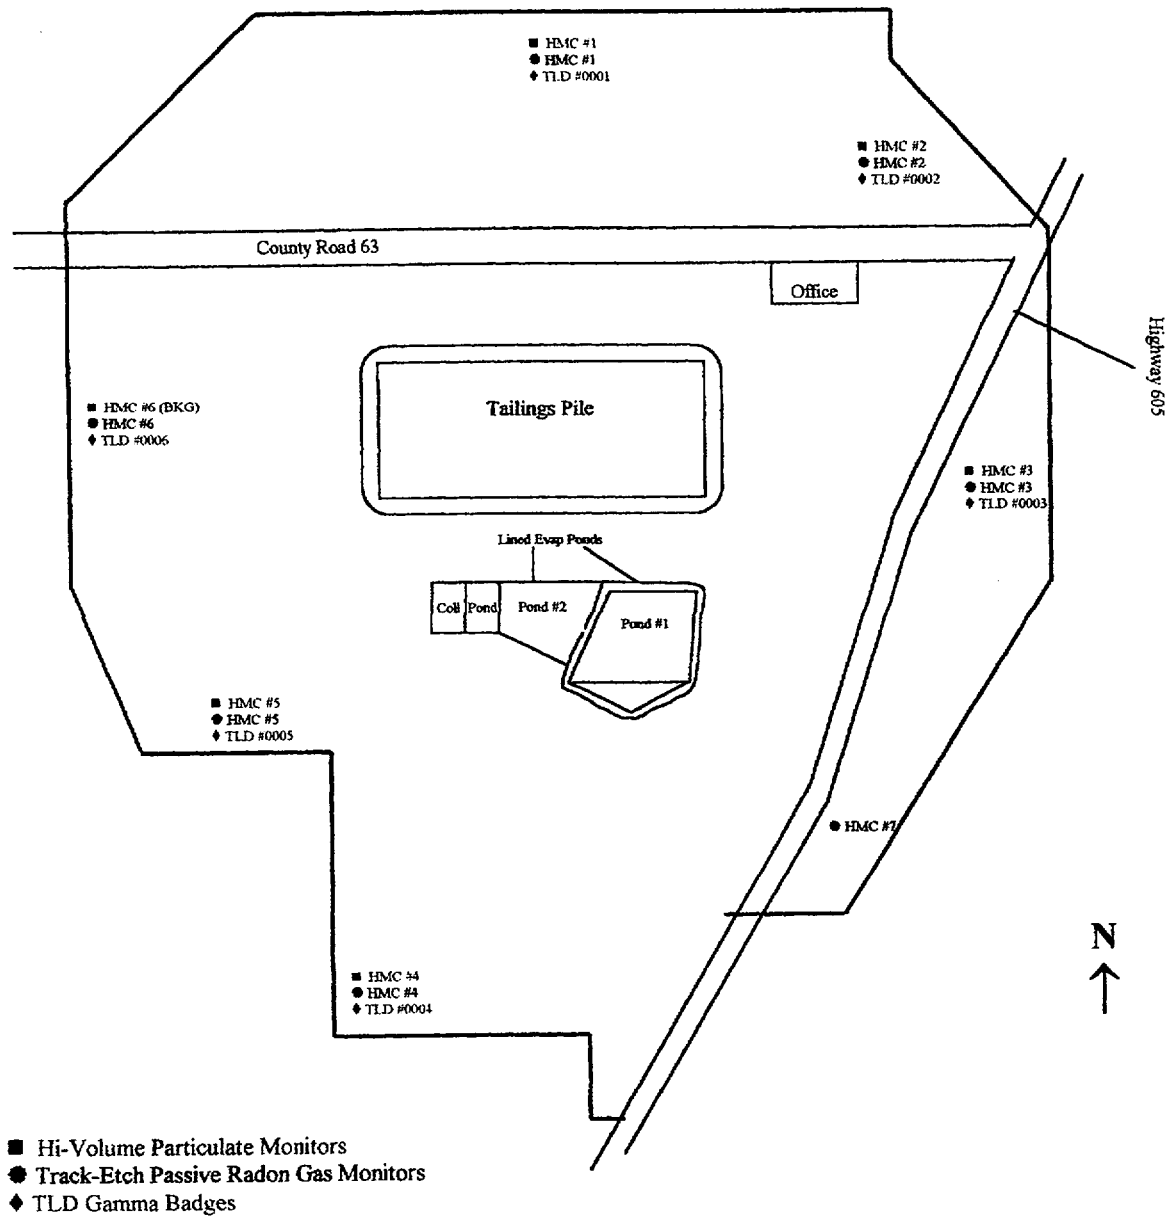 HMC #1
HMC #1
TLD #0001
HMC #2
HMC #2
TLD #0002
County Road 63
Office
Highway 605
Tailings Pile
HMC #6 (BKG)
HMC #6
TLD #0006
HMC #3
HMC #3
TLD #0003
Lined Evap Ponds
Coll Pond
Pond #2
Pond #1
HMC #5
HMC #5
TLD #0005
HMC #7
N
HMC #4
HMC #4
TLD #0004
Hi-Volume Particulate Monitors
Track-Etch Passive Radon Gas Monitors
TLD Gamma Badges